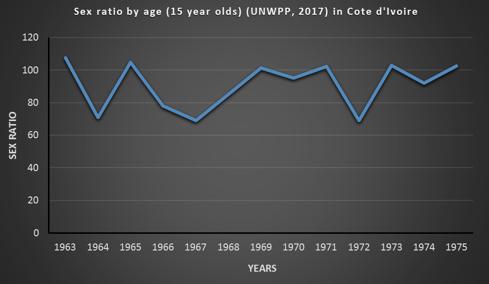 Sex ratio by age (15 year olds) (UNWPP, 2017) in Cote d'Ivoire
120
100
80
60
40
20
0
SEX RATIO
1963 1964 1965 1966 1967 1968 1969 1970 1971 1972 1973 1974 1975
YEARS